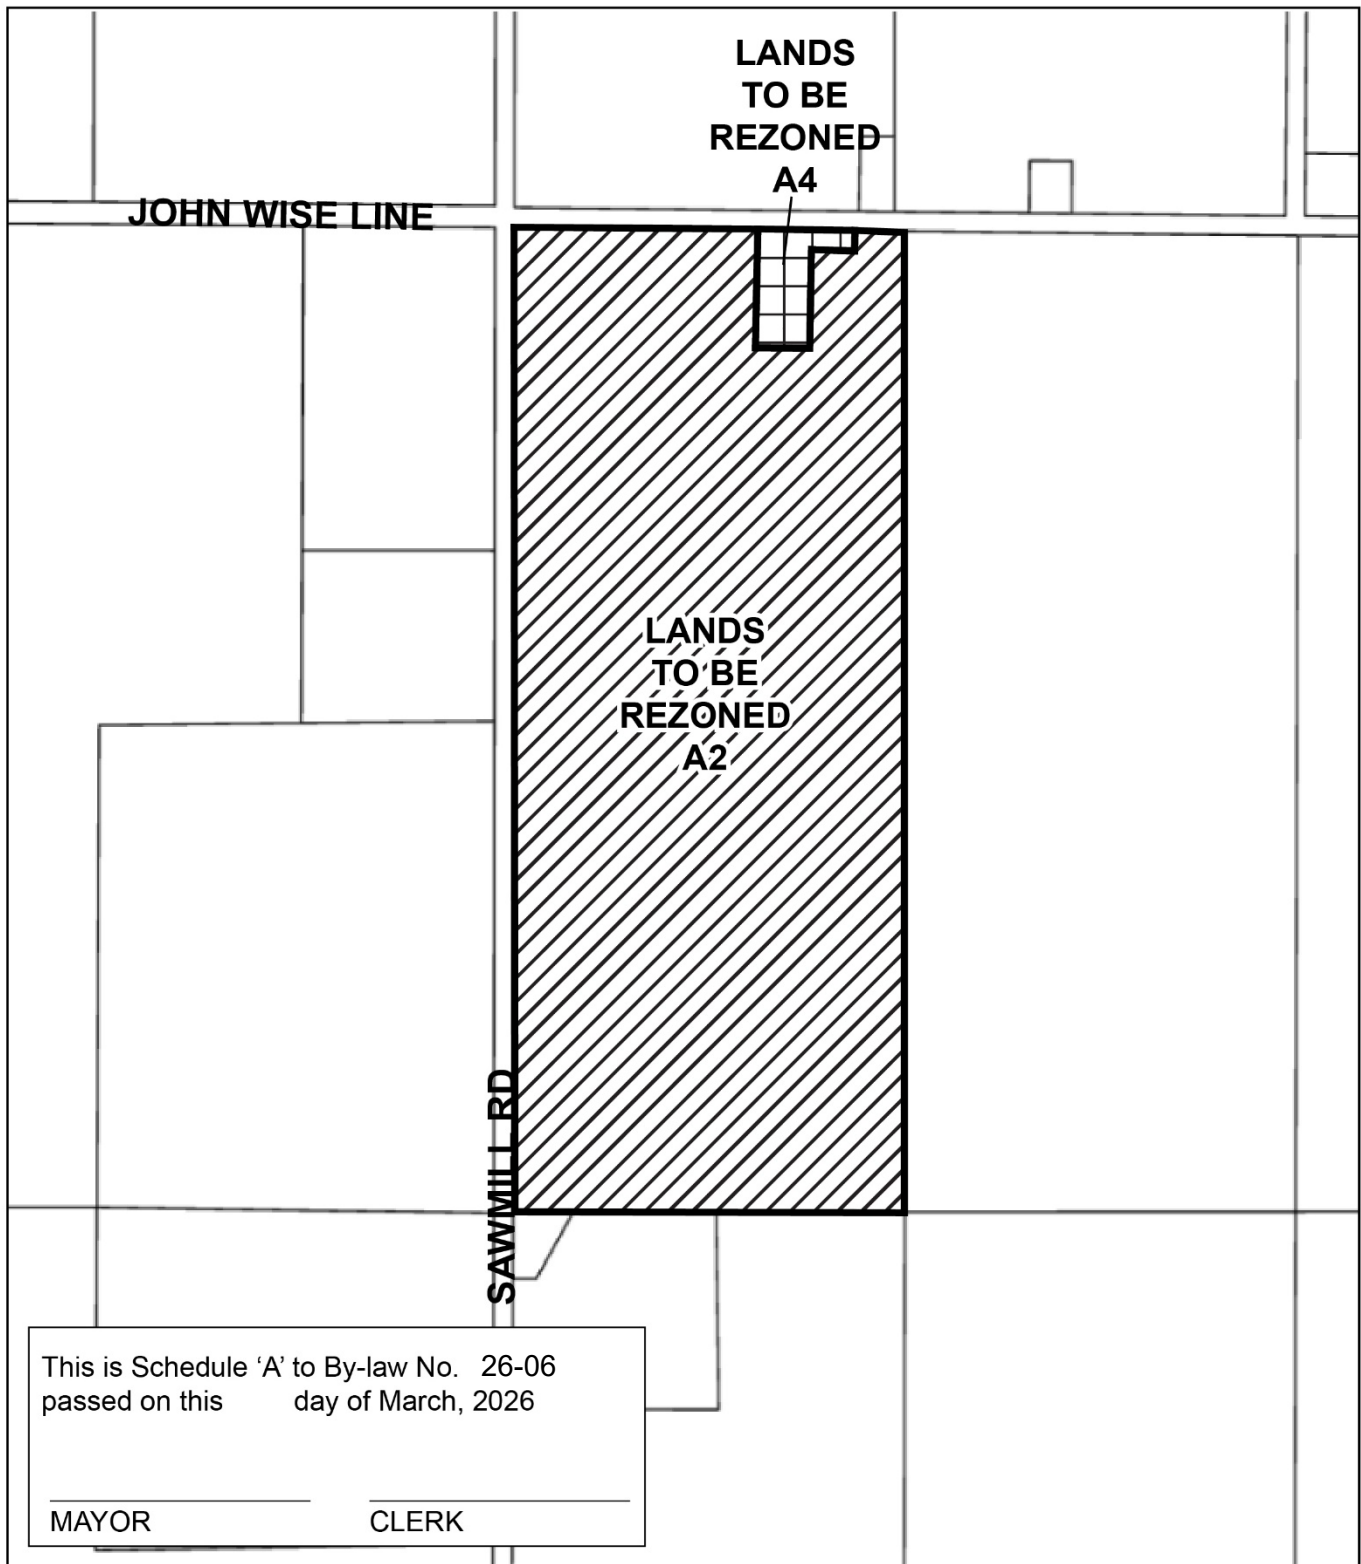 LANDS
TO BE
REZONED
A4
JOHN WISE LINE
LANDS
TO BE
REZONED
A2
SAWMILL RD
This is Schedule ‘A’ to By-law No. 26-06
passed on this day of March, 2026
MAYOR CLERK